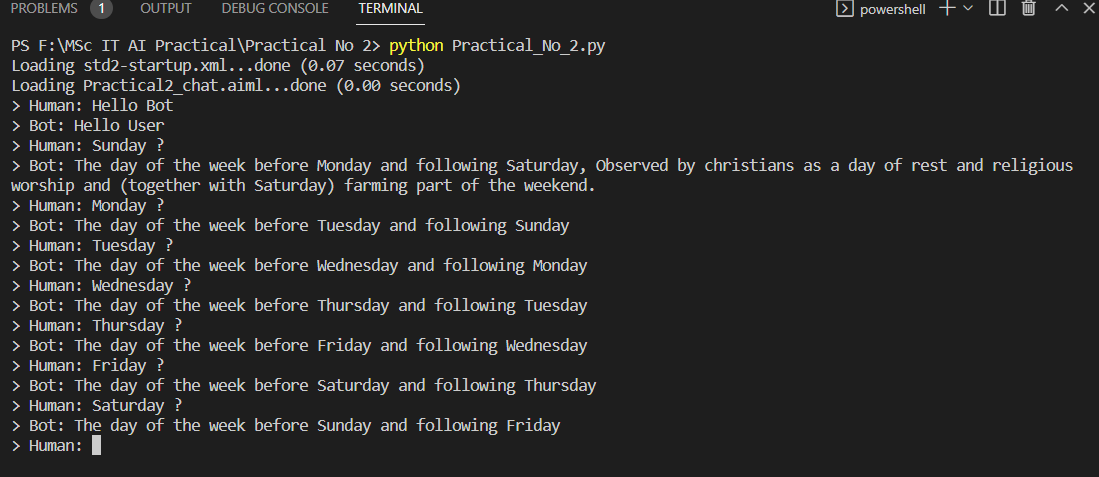 PROBLEMS 1 OUTPUT DEBUG CONSOLE TERMINAL powershell
PS F:\MSc IT AI Practical\Practical No 2> python Practical_No_2.py
Loading std2-startup.xml...done (0.07 seconds)
Loading Practical2_chat.aiml...done (0.00 seconds)
> Human: Hello Bot
> Bot: Hello User
> Human: Sunday ?
> Bot: The day of the week before Monday and following Saturday, Observed by christians as a day of rest and religious
worship and (together with Saturday) farming part of the weekend.
> Human: Monday ?
> Bot: The day of the week before Tuesday and following Sunday
> Human: Tuesday ?
> Bot: The day of the week before Wednesday and following Monday
> Human: Wednesday ?
> Bot: The day of the week before Thursday and following Tuesday
> Human: Thursday ?
> Bot: The day of the week before Friday and following Wednesday
> Human: Friday ?
> Bot: The day of the week before Saturday and following Thursday
> Human: Saturday ?
> Bot: The day of the week before Sunday and following Friday
> Human: